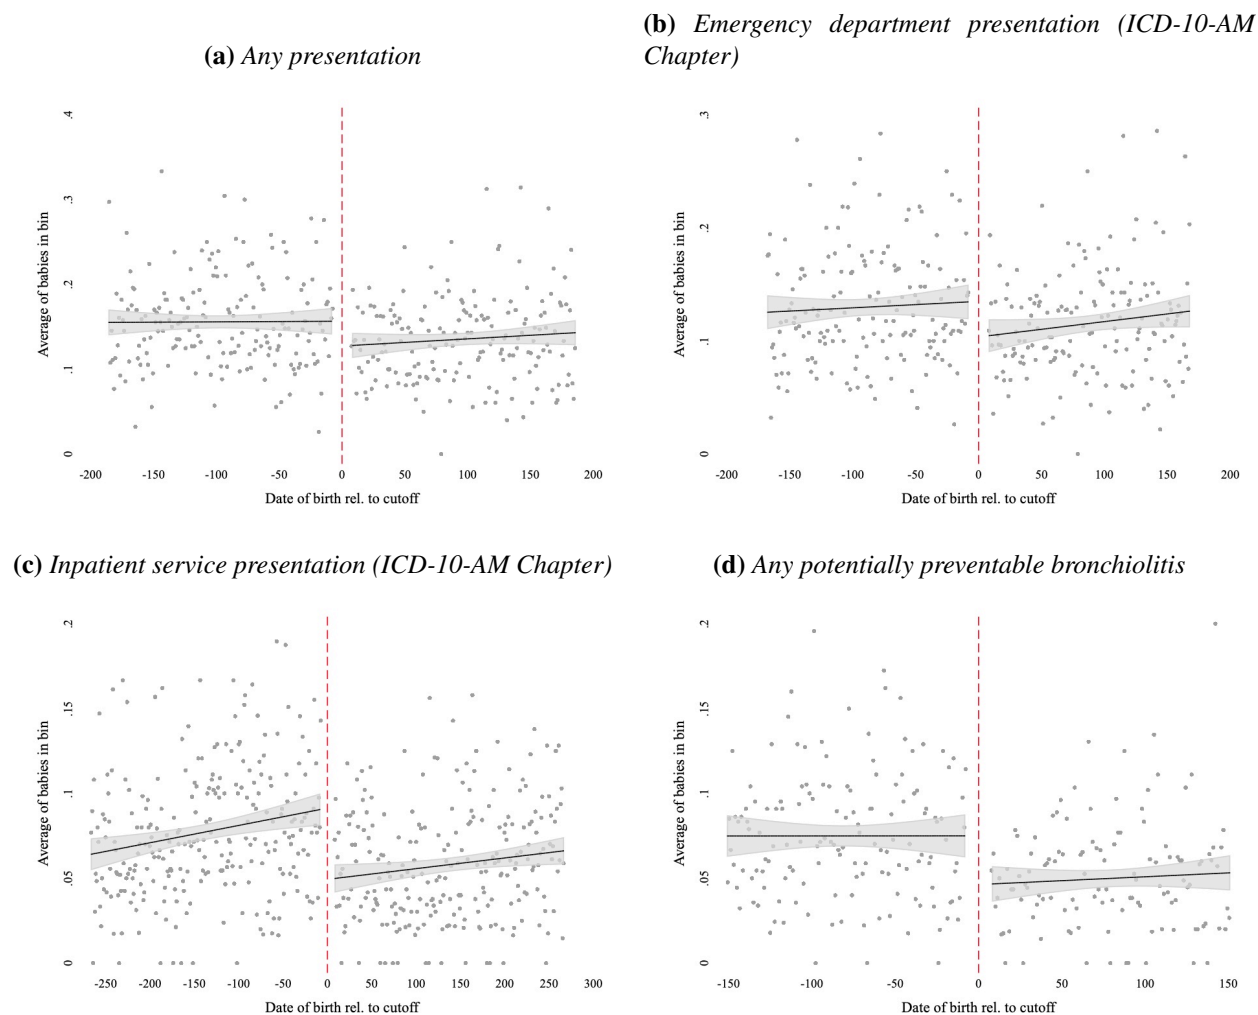 (a) Any presentation
(b) Emergency department presentation (ICD-10-AM
Chapter)
Average of babies in bin
.4
.3
.2
.1
0
-200 -150 -100 -50 0 50 100 150 200
Date of birth rel. to cutoff
Average of babies in bin
.3
.2
.1
0
-200 -150 -100 -50 0 50 100 150 200
Date of birth rel. to cutoff
(c) Inpatient service presentation (ICD-10-AM Chapter)
(d) Any potentially preventable bronchiolitis
Average of babies in bin
.2
.15
.1
.05
0
-250 -200 -150 -100 -50 0 50 100 150 200 250 300
Date of birth rel. to cutoff
Average of babies in bin
.2
.15
.1
.05
0
-150 -100 -50 0 50 100 150
Date of birth rel. to cutoff